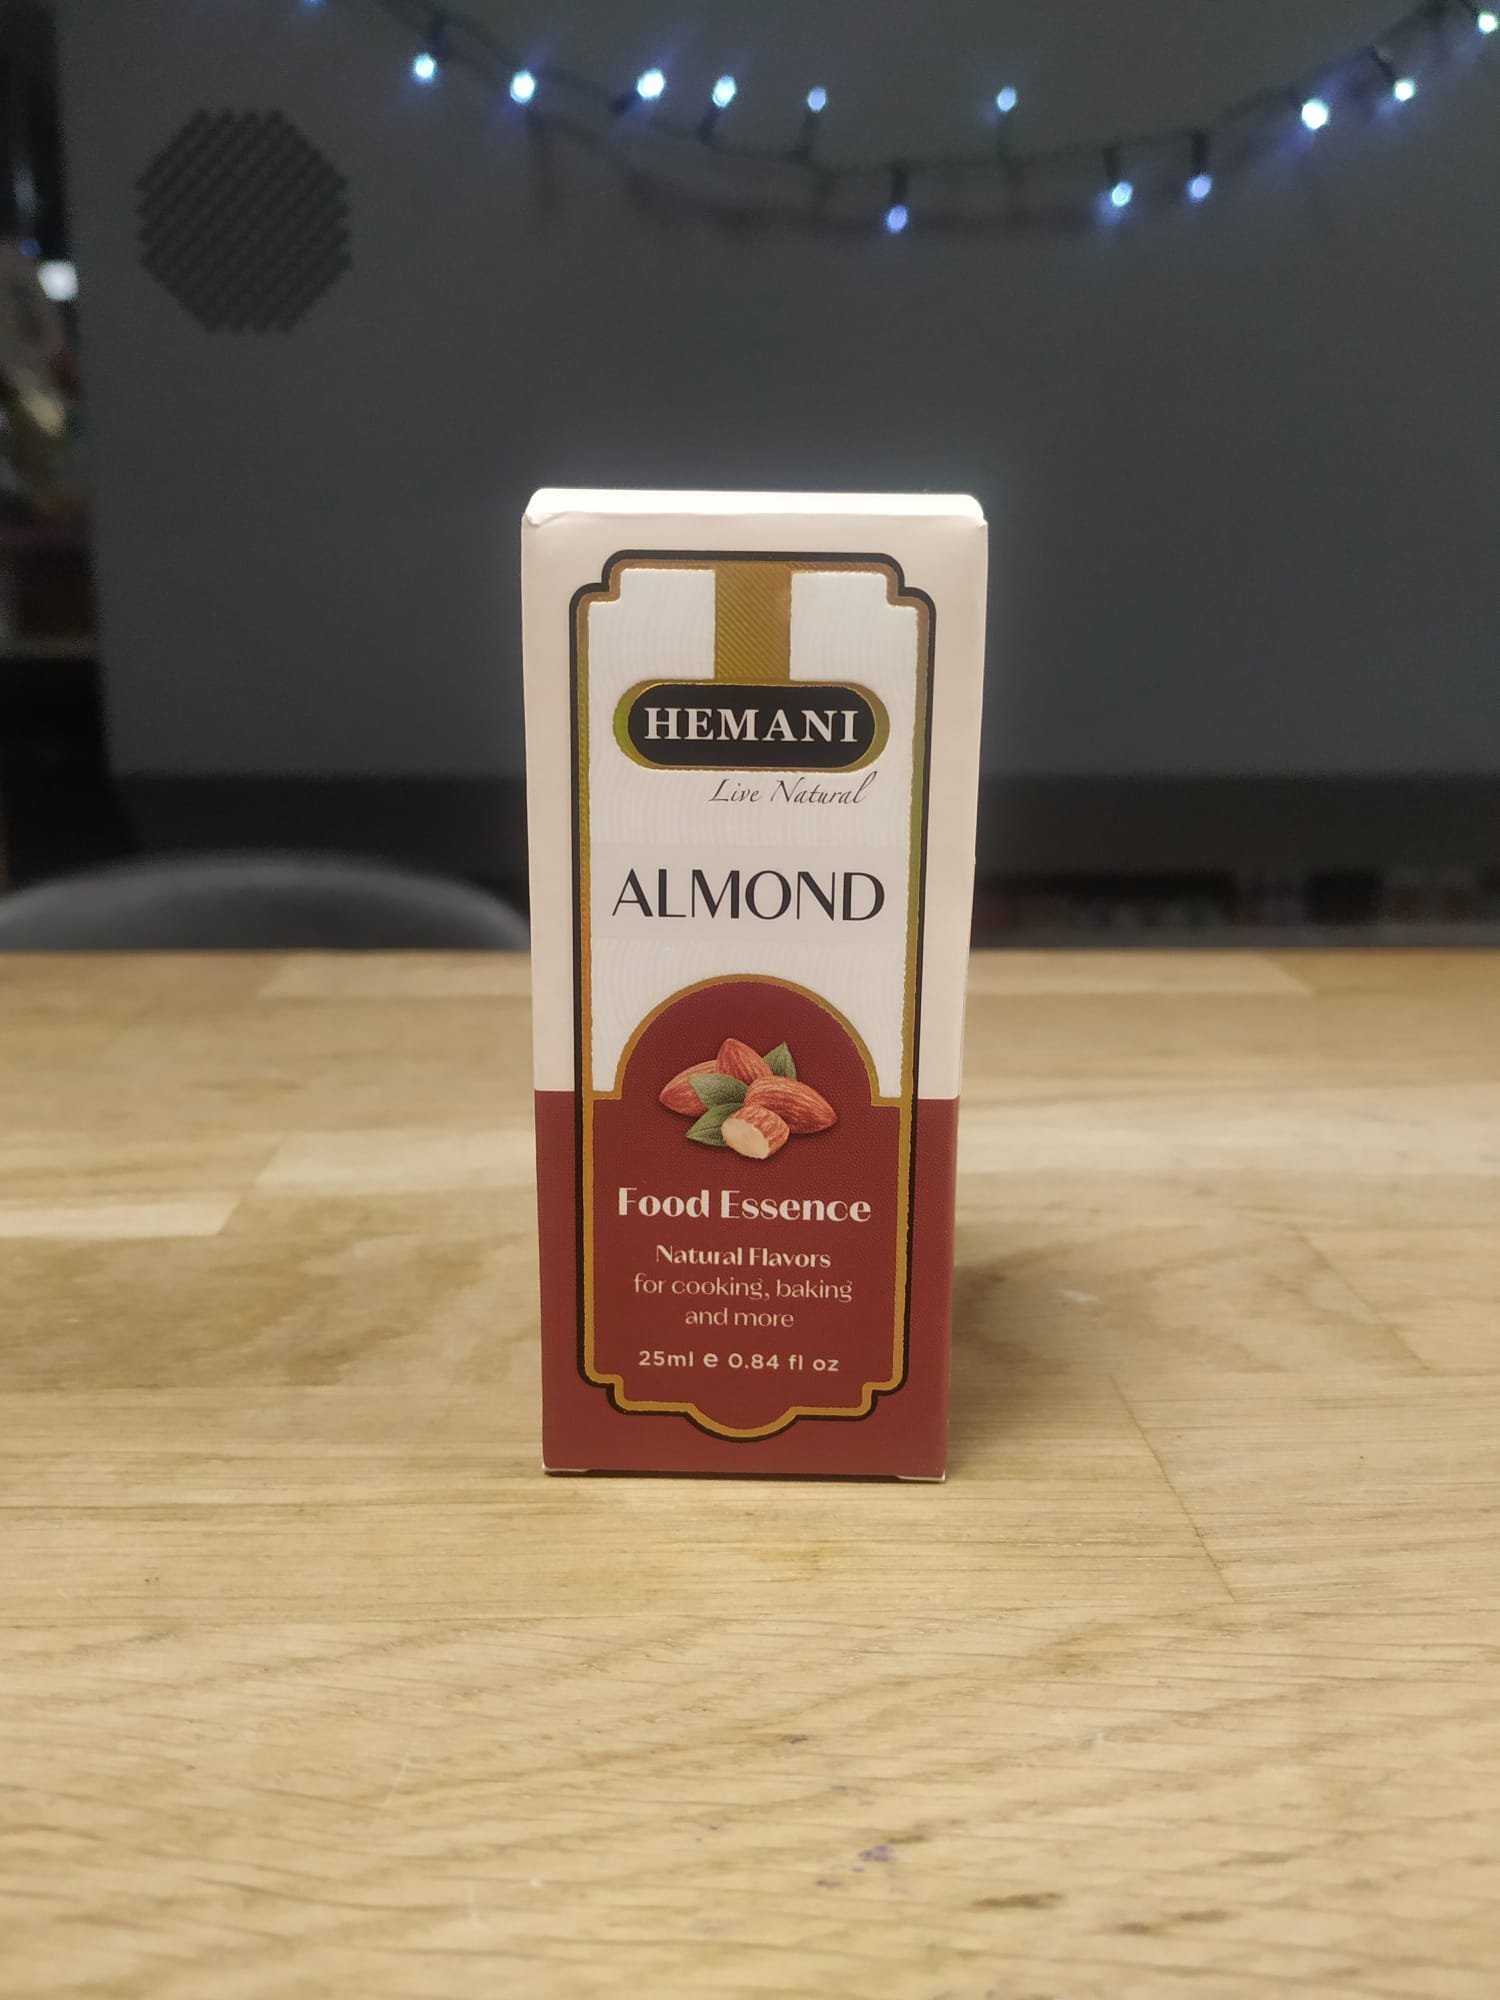 HEMANI
Live Natural
ALMOND
Food Essence
Natural Flavors
for cooking, baking
and more
25ml e 0.84 fl oz